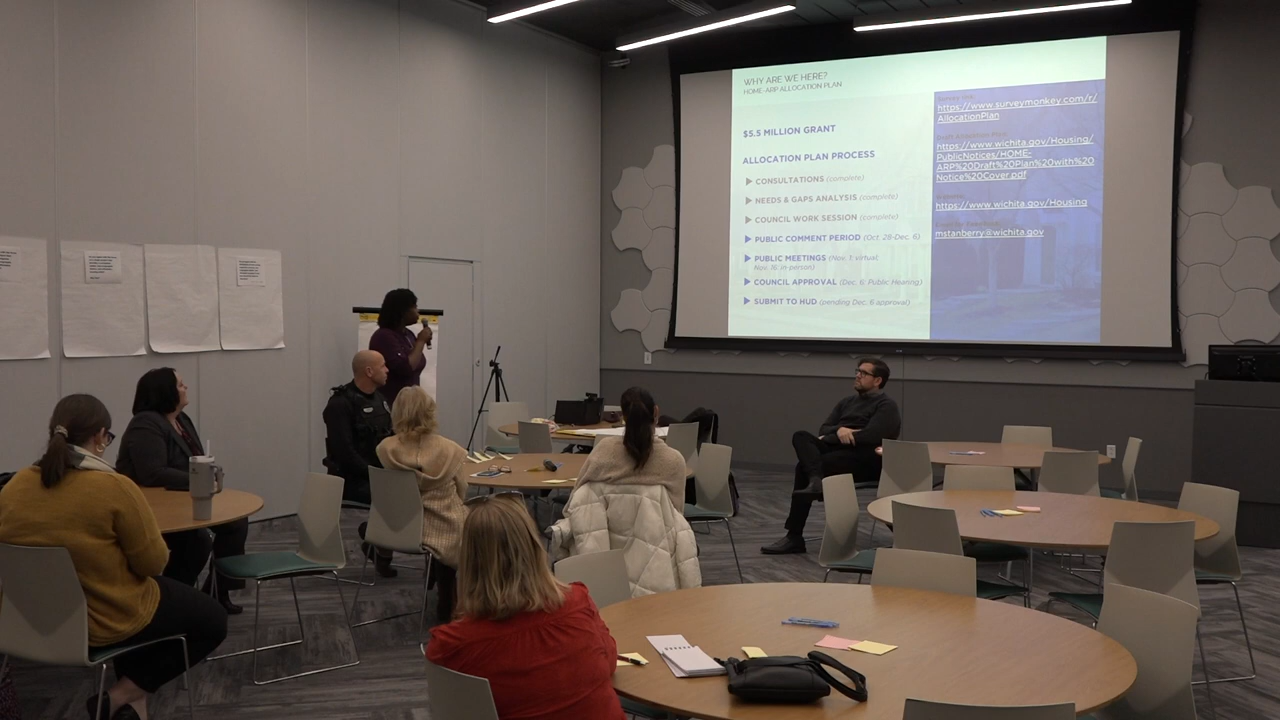 WHY ARE WE HERE?
HOME-ARP ALLOCATION PLAN
$5.5 MILLION GRANT
ALLOCATION PLAN PROCESS
CONSULTATIONS (complete)
NEEDS & GAPS ANALYSIS (complete)
COUNCIL WORK SESSION (complete)
PUBLIC COMMENT PERIOD (Oct. 28-Dec. 6)
PUBLIC MEETINGS (Nov. 1: virtual;
Nov. 16: in-person)
COUNCIL APPROVAL (Dec. 6: Public Hearing)
SUBMIT TO HUD (pending Dec. 6 approval)
https://www.surveymonkey.com/r/
AllocationPlan
https://www.wichita.gov/Housing/
PublicNotices/HOME-
ARP%20Draft%20Plan%20with%20
Notice%20Cover.pdf
https://www.wichita.gov/Housing
mstanberry@wichita.gov